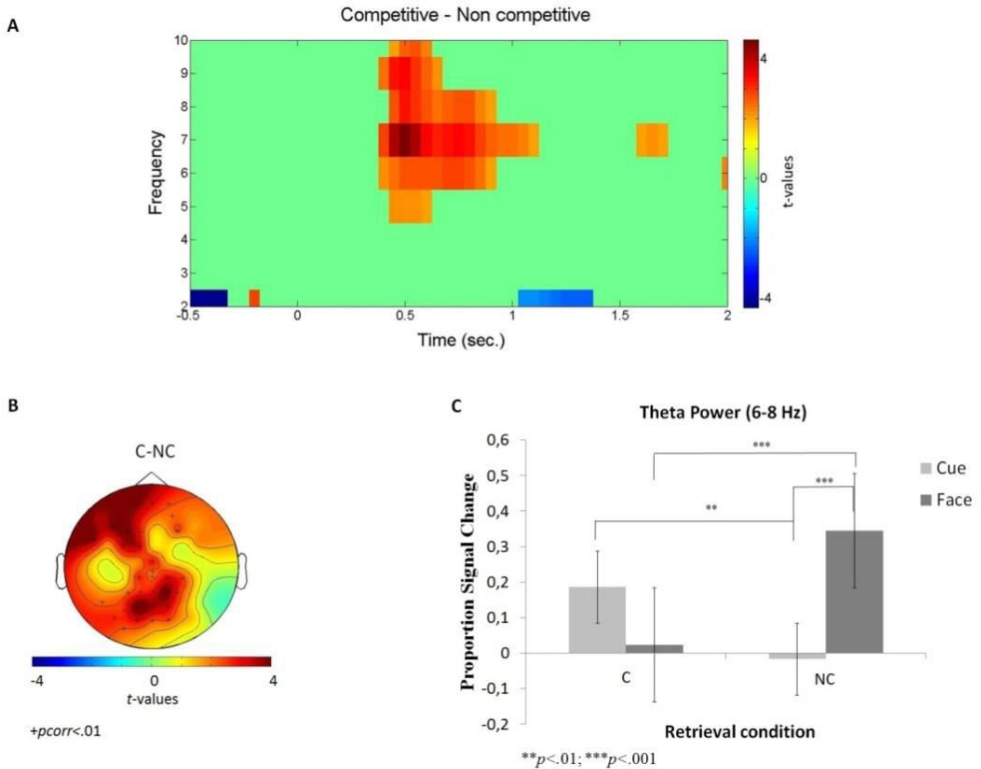 A
Competitive - Non competitive
Frequency
10
9
8
7
6
5
4
3
2
-0.5
0
0.5
1
1.5
2
Time (sec.)
4
0
-4
t-values
B
C-NC
-4
0
4
t-values
+pcorr<.01
C
Theta Power (6-8 Hz)
Proportion Signal Change
0,6
0,5
0,4
0,3
0,2
0,1
0
-0,1
-0,2
***
***
**
Cue
Face
C
NC
Retrieval condition
**p<.01; ***p<.001